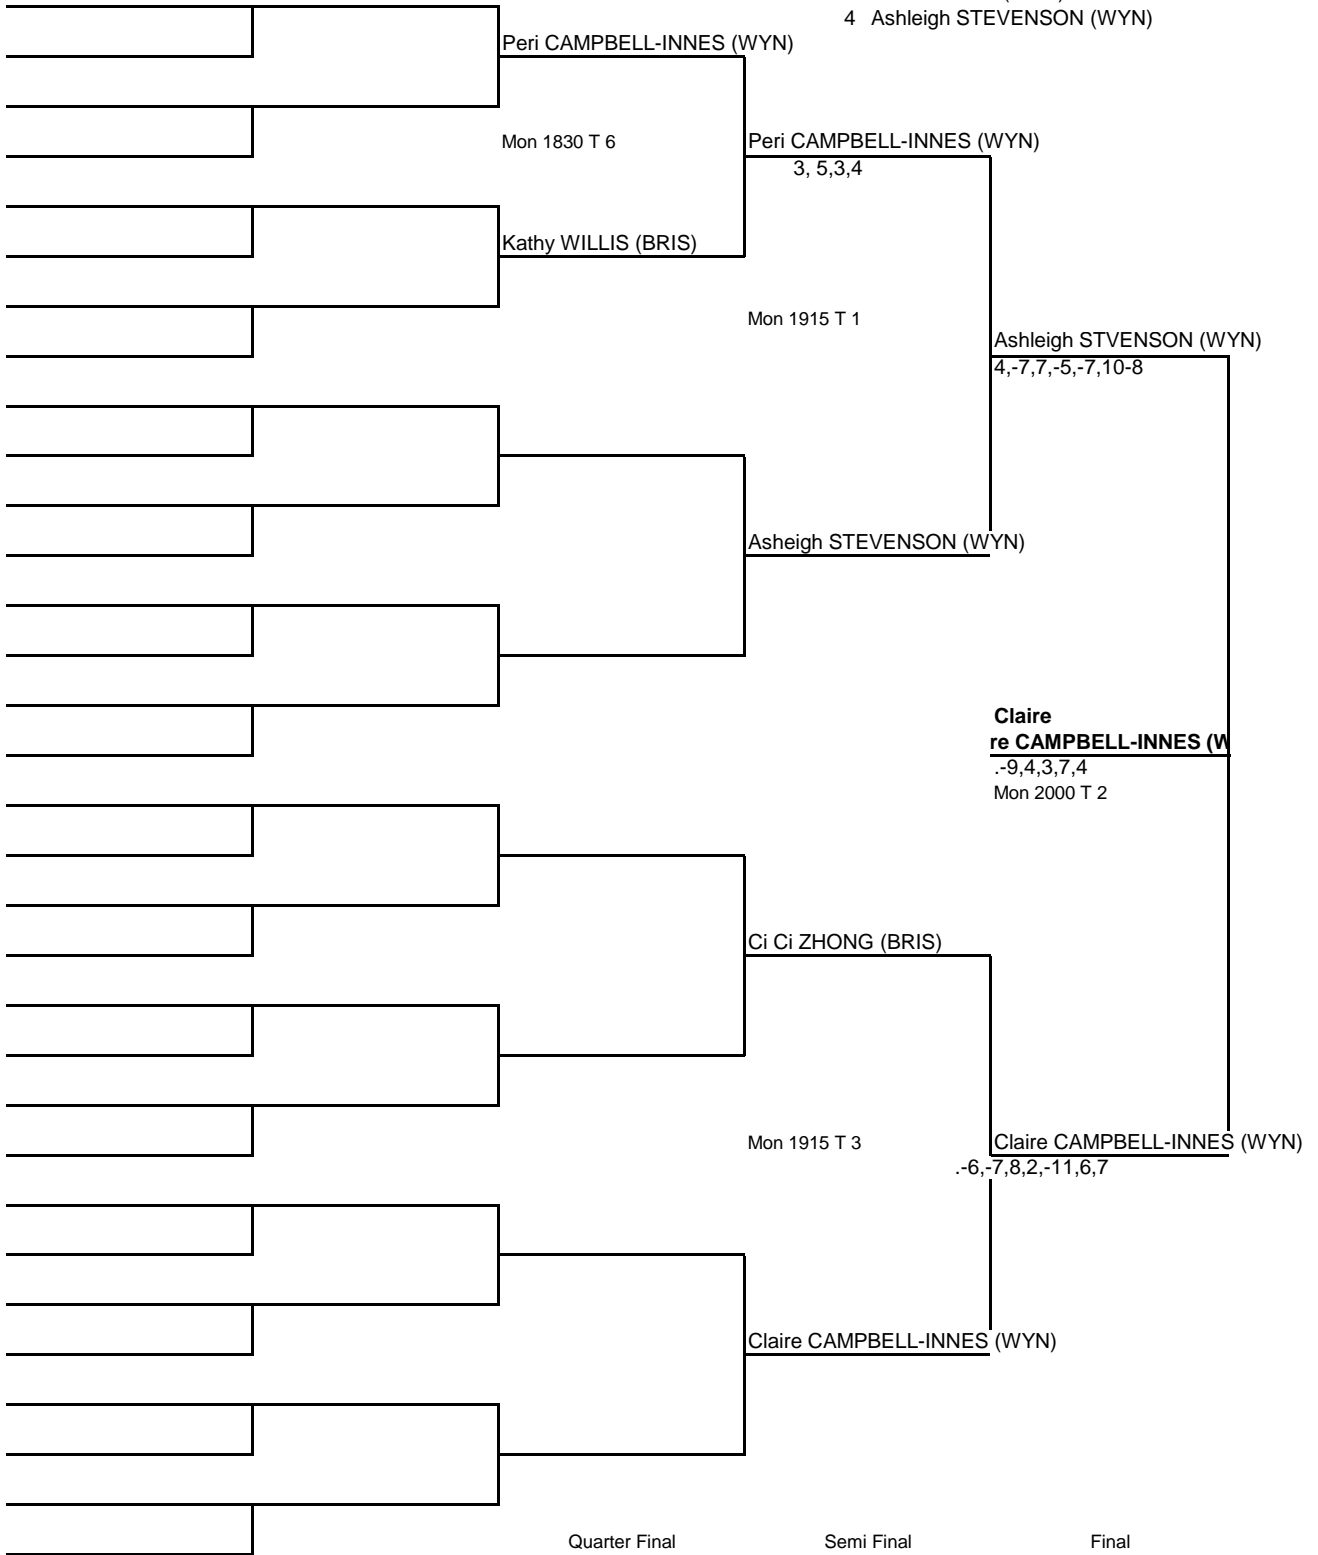 4 Ashleigh STEVENSON (WYN)
Peri CAMPBELL-INNES (WYN)
Mon 1830 T 6
Peri CAMPBELL-INNES (WYN)
3, 5,3,4
Kathy WILLIS (BRIS)
Mon 1915 T 1
Ashleigh STVENSON (WYN)
4,-7,7,-5,-7,10-8
Asheigh STEVENSON (WYN)
Claire
re CAMPBELL-INNES (W
.-9,4,3,7,4
Mon 2000 T 2
Ci Ci ZHONG (BRIS)
Mon 1915 T 3
Claire CAMPBELL-INNES (WYN)
.-6,-7,8,2,-11,6,7
Claire CAMPBELL-INNES (WYN)
Quarter Final
Semi Final
Final